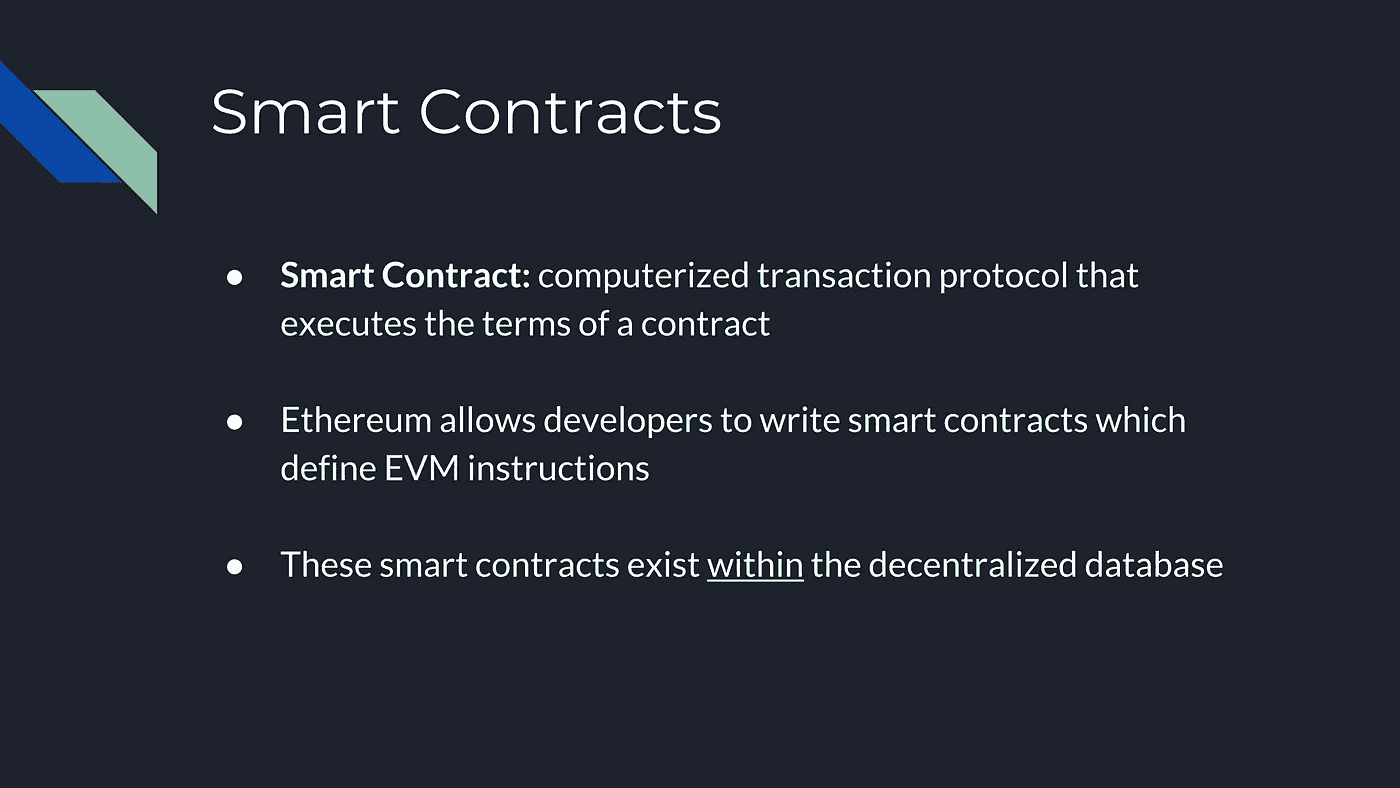 Smart Contracts
● Smart Contract: computerized transaction protocol that
executes the terms of a contract
● Ethereum allows developers to write smart contracts which
define EVM instructions
● These smart contracts exist within the decentralized database